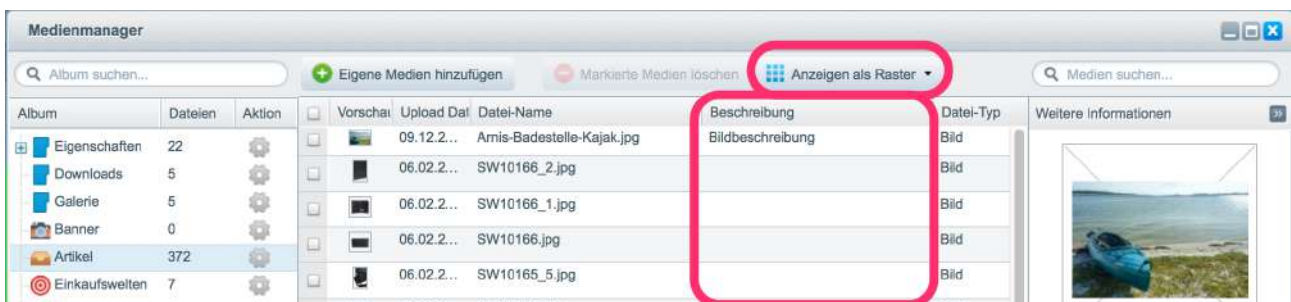 Medienmanager
Album suchen... Eigene Medien hinzufügen Markierte Medien löschen Anzeigen als Raster Medien suchen...
Album Dateien Aktion Vorschau Upload Dat Datei-Name Beschreibung Datei-Typ Weitere Informationen
09.12.2... Arnis-Badestelle-Kajak.jpg Bildbeschreibung Bild
Eigenschaften 22
06.02.2... SW10166_2.jpg Bild
Downloads 5
Galerie 5
06.02.2... SW10166_1.jpg Bild
Banner 0
06.02.2... SW10166.jpg Bild
Artikel 372
06.02.2... SW10165_5.jpg Bild
Einkaufswelten 7